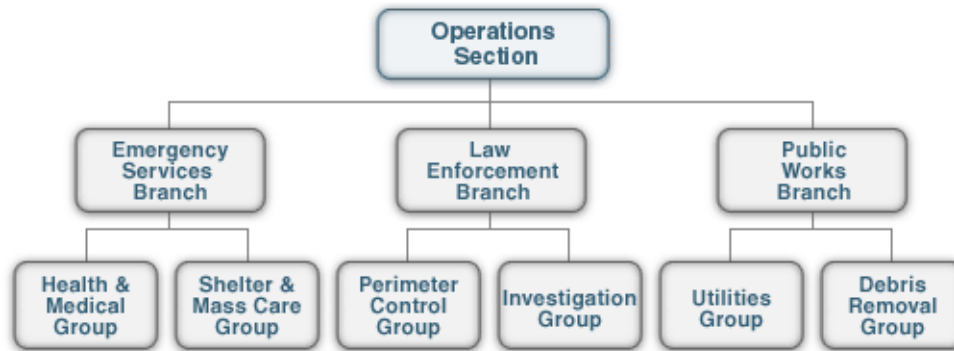 Operations
Section
Emergency
Services
Branch
Law
Enforcement
Branch
Public
Works
Branch
Health &
Medical
Group
Shelter &
Mass Care
Group
Perimeter
Control
Group
Investigation
Group
Utilities
Group
Debris
Removal
Group